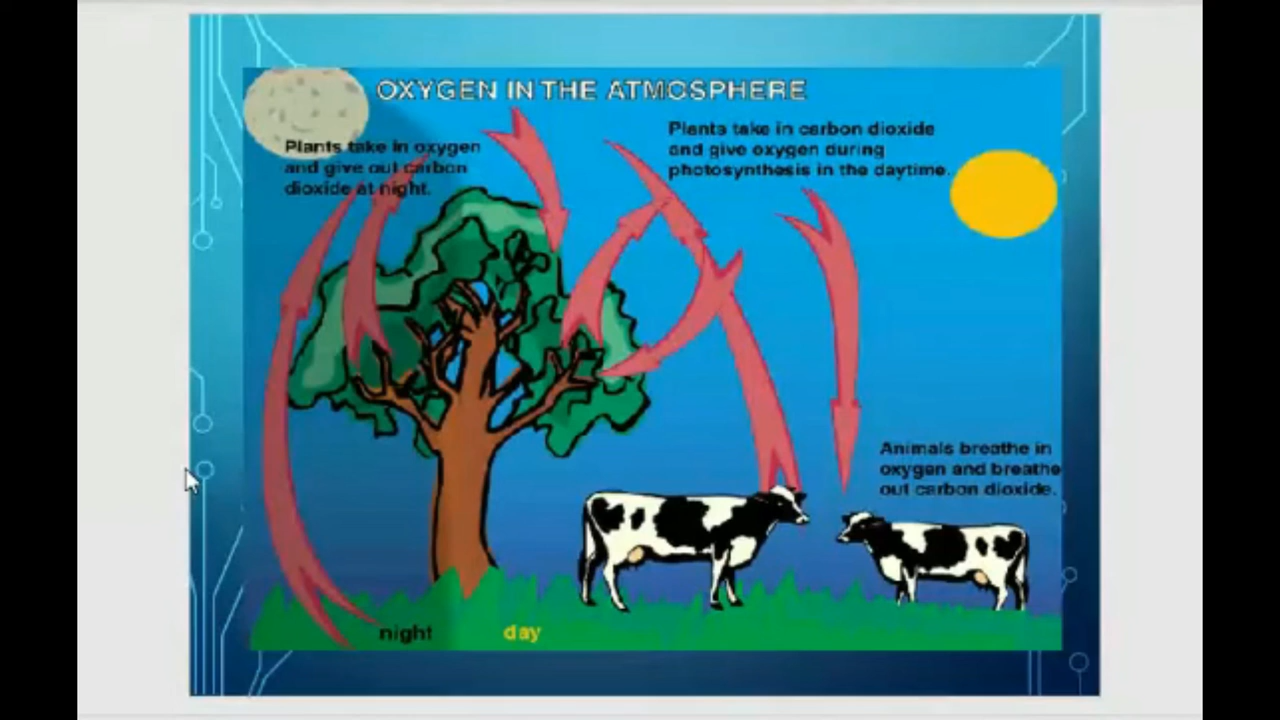 OXYGEN IN THE ATMOSPHERE
Plants take in oxygen
and give out carbon
dioxide at night.
Plants take in carbon dioxide
and give oxygen during
photosynthesis in the daytime.
Animals breathe in
oxygen and breathe
out carbon dioxide.
night
day